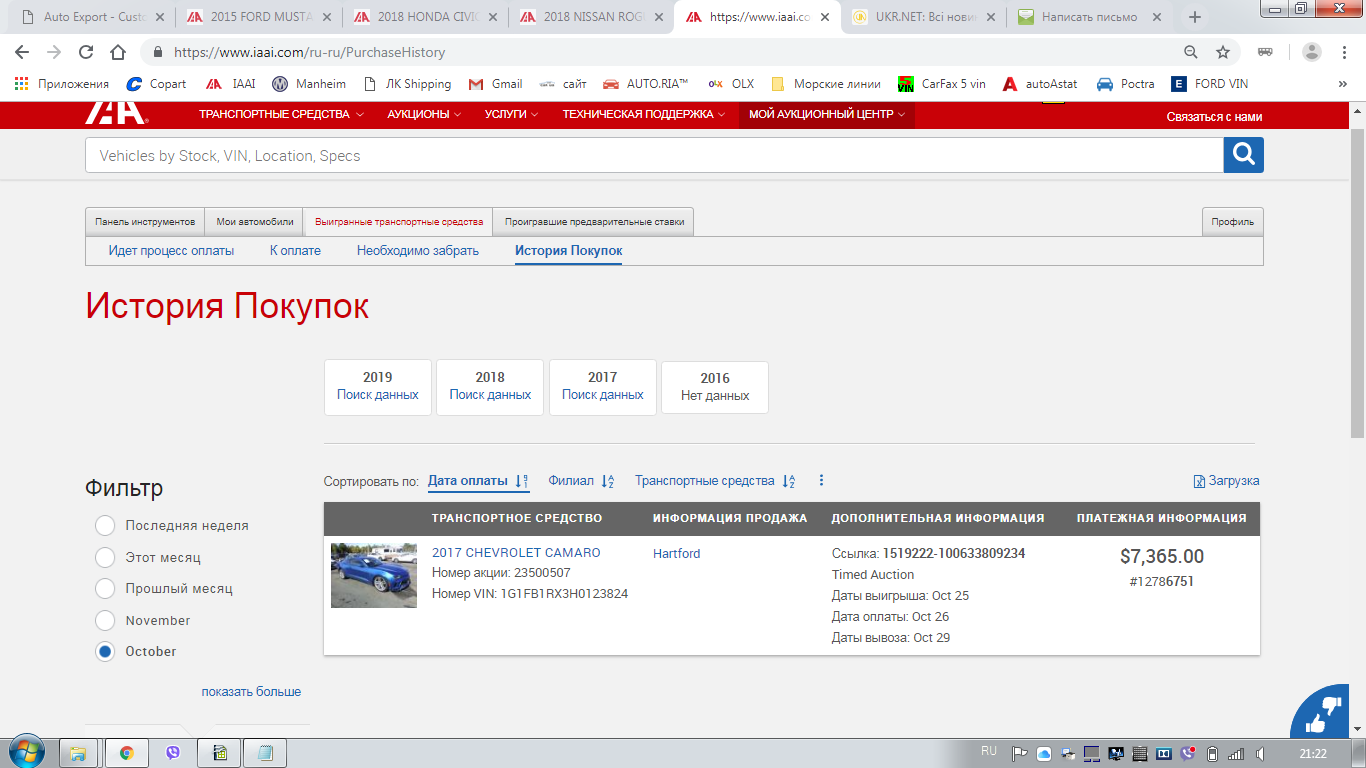 Auto Export - Custo
2015 FORD MUSTA
2018 HONDA CIVIC
2018 NISSAN ROGU
https://www.iaai.co
UKR.NET: Всі новин
Написать письмо
https://www.iaai.com/ru-ru/PurchaseHistory
Приложения
Copart
IAAI
Manheim
ЛК Shipping
Gmail
сайт
AUTO.RIA™
OLX
Морские линии
CarFax 5 vin
autoAstat
Росtra
FORD VIN
»
IAA
ТРАНСПОРТНЫЕ СРЕДСТВА
АУКЦИОНЫ
УСЛУГИ
ТЕХНИЧЕСКАЯ ПОДДЕРЖКА
МОЙ АУКЦИОННЫЙ ЦЕНТР
Связаться с нами
Vehicles by Stock, VIN, Location, Specs
Панель инструментов
Мои автомобили
Выигранные транспортные средства
Проигравшие предварительные ставки
Профиль
Идет процесс оплаты
К оплате
Необходимо забрать
История Покупок
История Покупок
2019
Поиск данных
2018
Поиск данных
2017
Поиск данных
2016
Нет данных
Фильтр
Последняя неделя
Этот месяц
Прошлый месяц
November
October
показать больше
Сортировать по:
Дата оплаты
Филиал
Транспортные средства
Загрузка
ТРАНСПОРТНОЕ СРЕДСТВО
ИНФОРМАЦИЯ ПРОДАЖА
ДОПОЛНИТЕЛЬНАЯ ИНФОРМАЦИЯ
ПЛАТЕЖНАЯ ИНФОРМАЦИЯ
2017 CHEVROLET CAMARO
Номер акции: 23500507
Номер VIN: 1G1FB1RX3H0123824
Hartford
Ссылка: 1519222-100633809234
Timed Auction
Даты выигрыша: Oct 25
Дата оплаты: Oct 26
Даты вывоза: Oct 29
$7,365.00
#12786751
RU
21:22